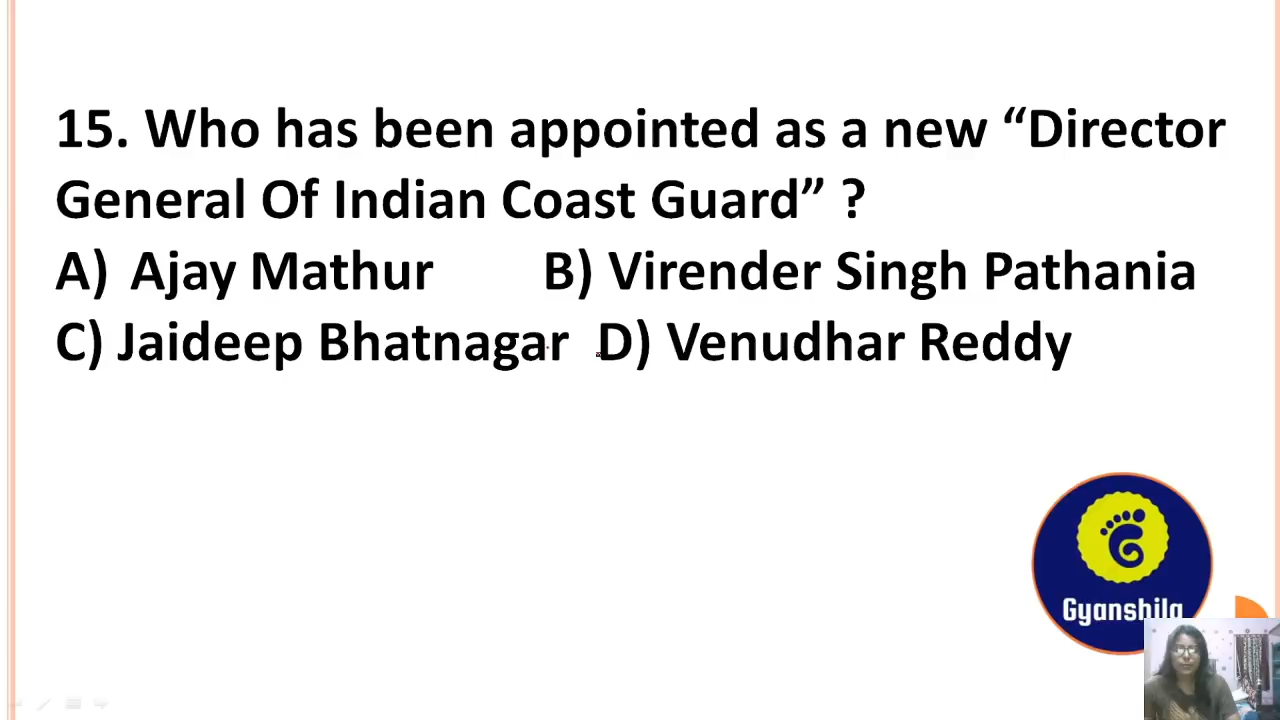 15. Who has been appointed as a new “Director
General Of Indian Coast Guard” ?
A) Ajay Mathur B) Virender Singh Pathania
C) Jaideep Bhatnagar D) Venudhar Reddy
Gyanshila